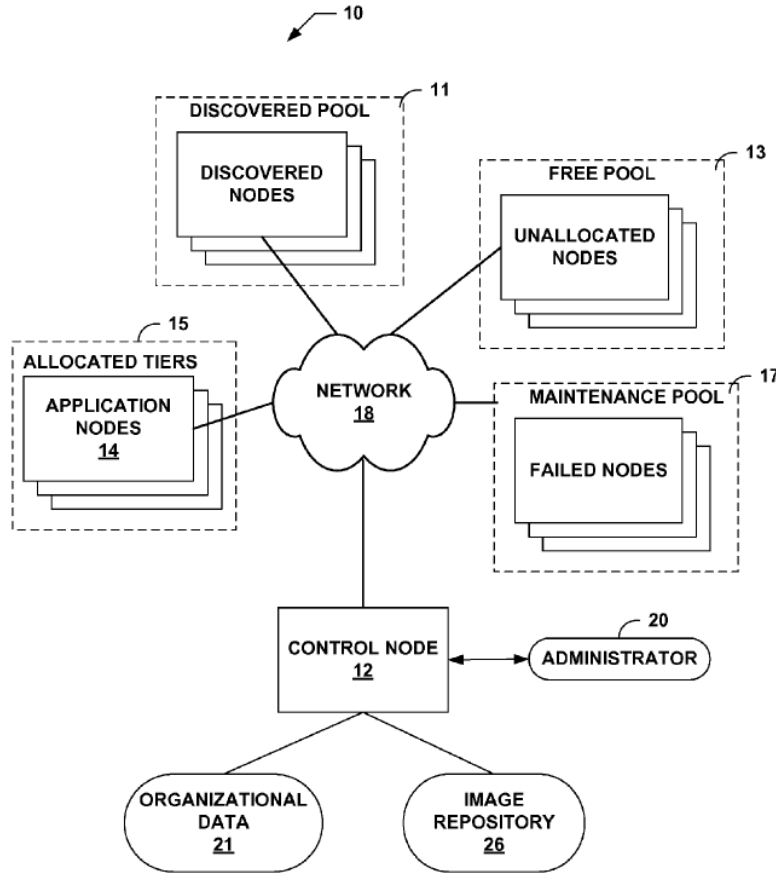 10
11
DISCOVERED POOL
DISCOVERED
NODES
13
FREE POOL
UNALLOCATED
NODES
15
ALLOCATED TIERS
APPLICATION
NODES
14
NETWORK
18
17
MAINTENANCE POOL
FAILED NODES
CONTROL NODE
12
20
ADMINISTRATOR
ORGANIZATIONAL
DATA
21
IMAGE
REPOSITORY
26